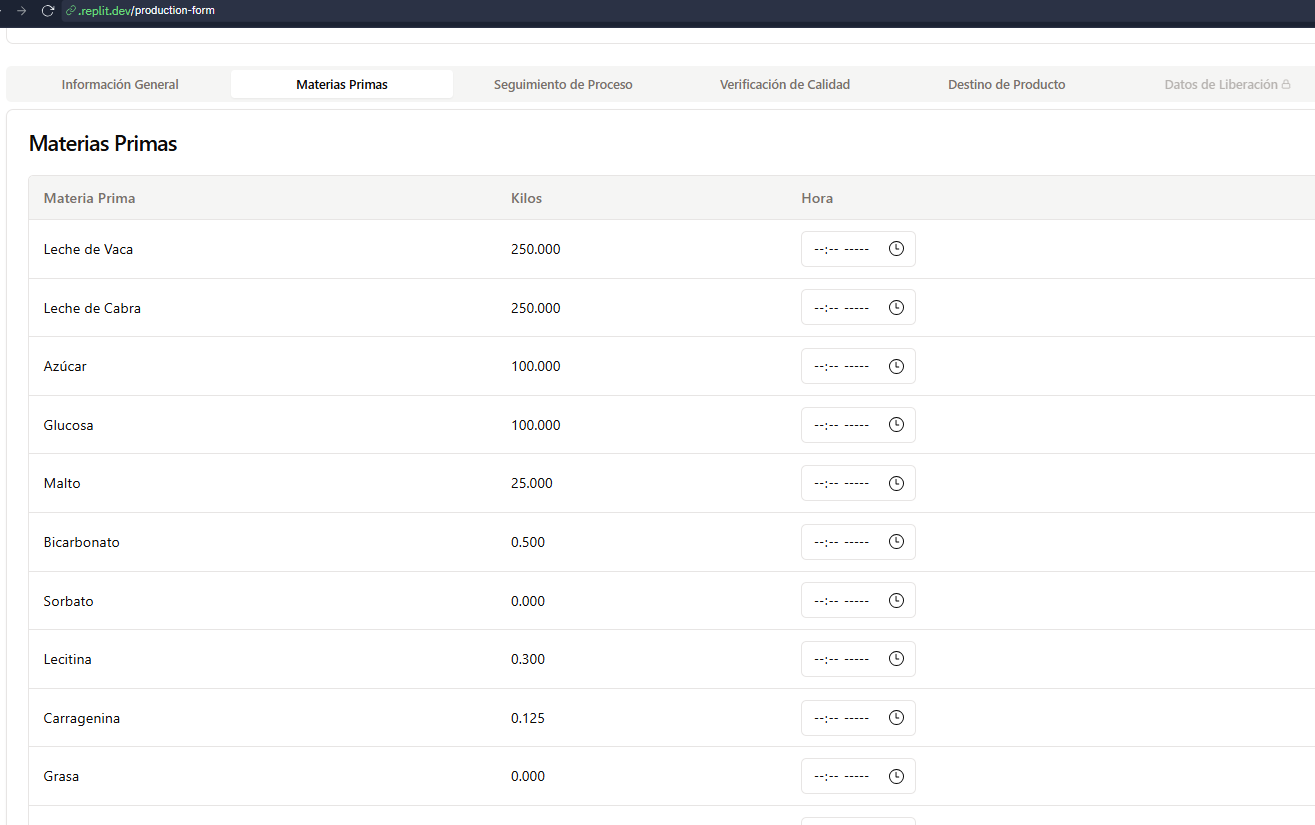 .replit.dev/production-form
Información General Materias Primas Seguimiento de Proceso Verificación de Calidad Destino de Producto Datos de Liberación
Materias Primas
Materia Prima Kilos Hora
Leche de Vaca 250.000 --:-- -----
Leche de Cabra 250.000 --:-- -----
Azúcar 100.000 --:-- -----
Glucosa 100.000 --:-- -----
Malto 25.000 --:-- -----
Bicarbonato 0.500 --:-- -----
Sorbato 0.000 --:-- -----
Lecitina 0.300 --:-- -----
Carragenina 0.125 --:-- -----
Grasa 0.000 --:-- -----